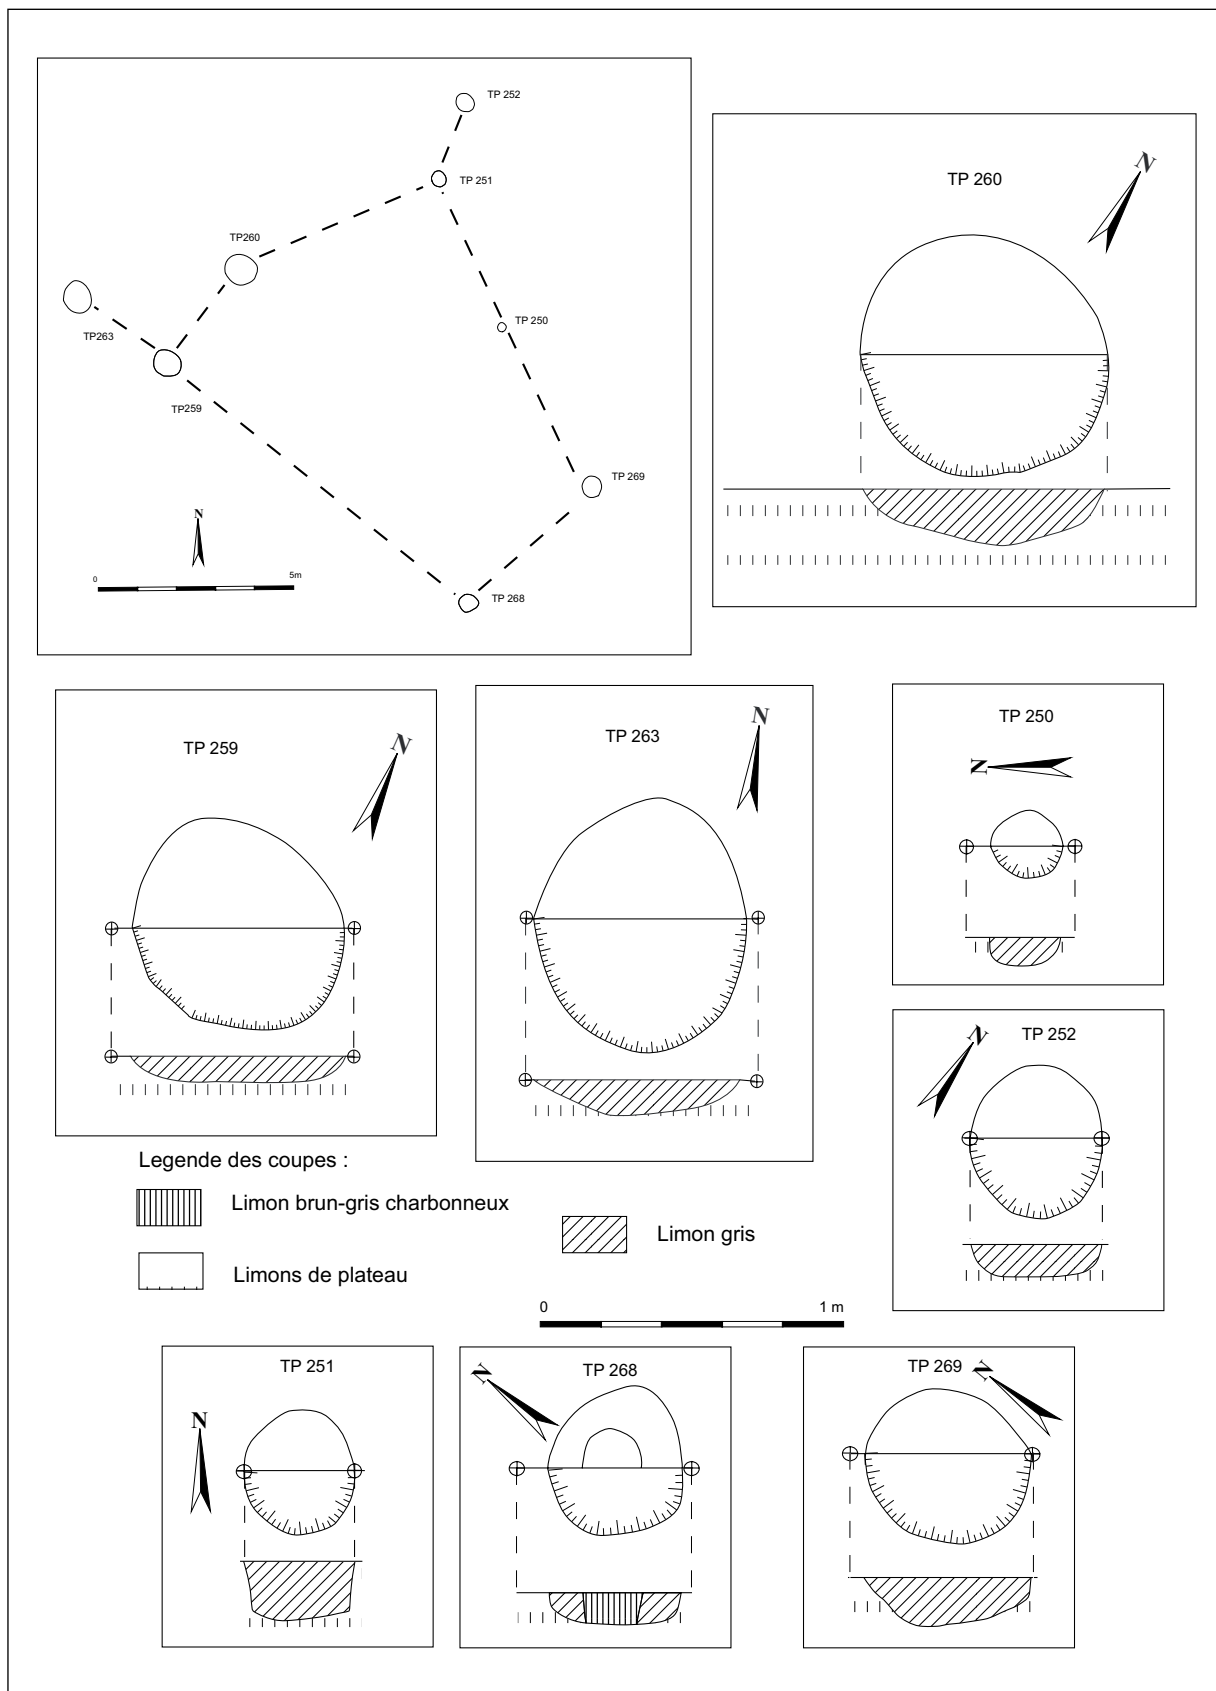 TP 252
TP 251
TP260
TP 250
TP263
TP259
TP 269
TP 268
N
0 5m
TP 260
N
TP 259
N
TP 263
N
TP 250
N
TP 252
N
Legende des coupes :
Limon brun-gris charbonneux
Limon gris
Limons de plateau
0 1 m
TP 251
N
TP 268
N
TP 269
N